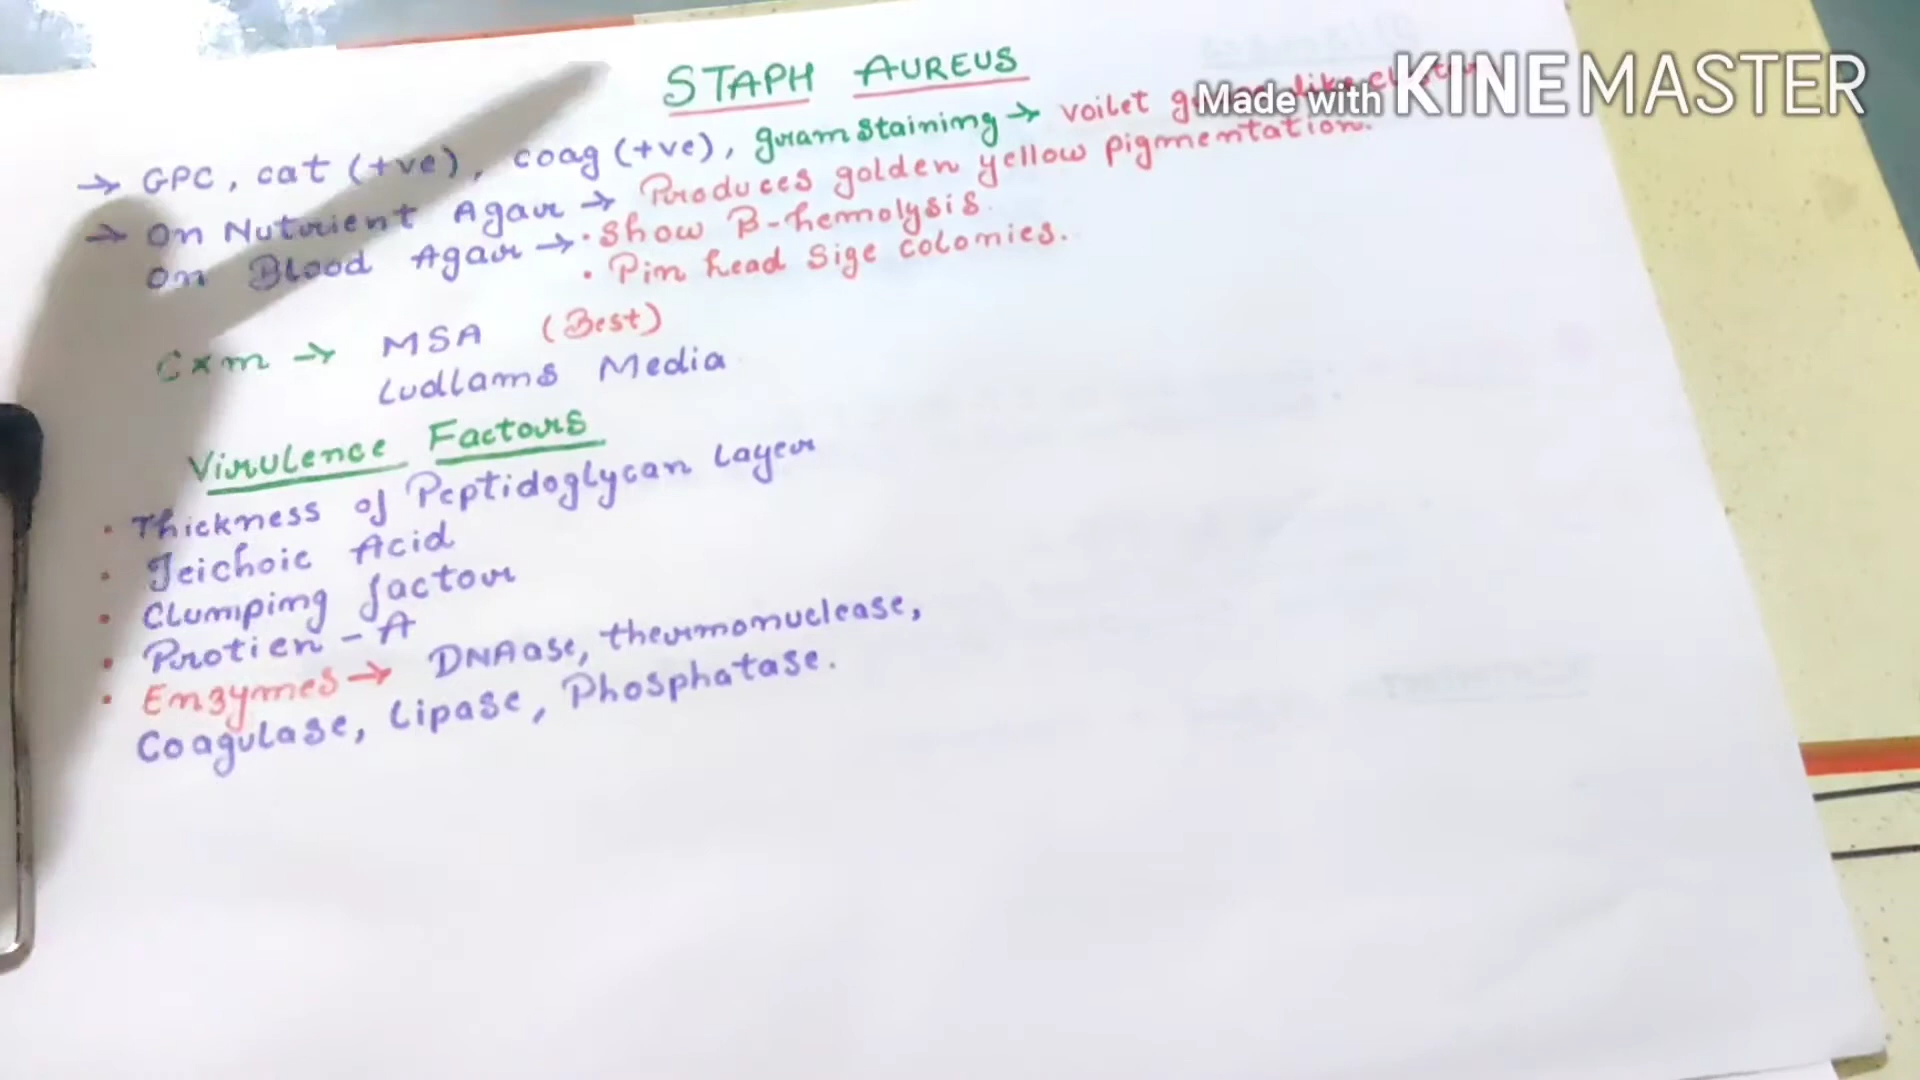 STAPH AUREUS
Made with KINEMASTER
→ GPC, cat (+ve), coag (+ve), gram staining → voilet
→ On Nutrient Agar → Produces golden yellow pigmentation.
On Blood Agar → • Show B-hemolysis.
• Pin head Sige colonies.
Cxm → MSA (Best)
Ludlams Media
Virulence Factors
• Thickness of Peptidoglycan layer
• Teichoic Acid
• Clumping factor
• Protien - A
• Enzymes → DNAase, thermonuclease,
Coagulase, Lipase, Phosphatase.